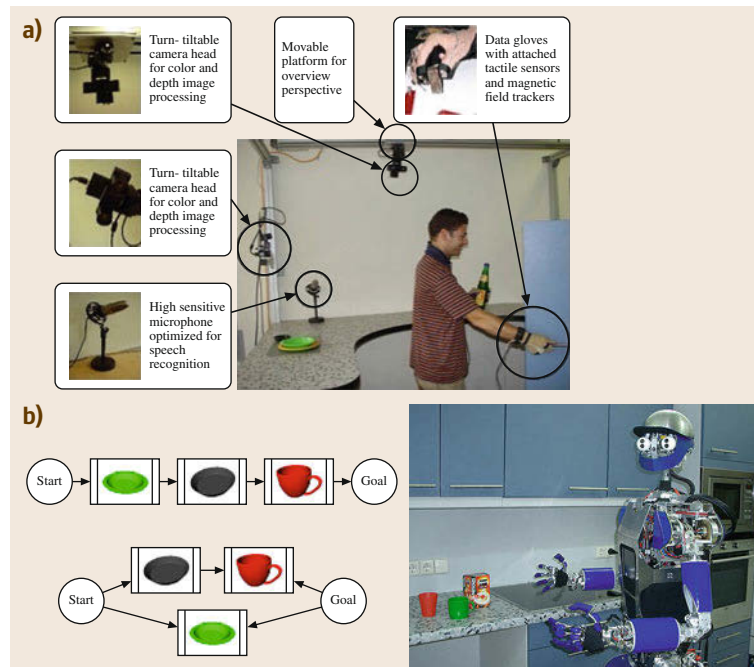 a)
Turn- tiltable
camera head
for color and
depth image
processing
Movable
platform for
overview
perspective
Data gloves
with attached
tactile sensors
and magnetic
field trackers
Turn- tiltable
camera head
for color and
depth image
processing
High sensitive
microphone
optimized for
speech
recognition
b)
Start
Goal
Start
Goal